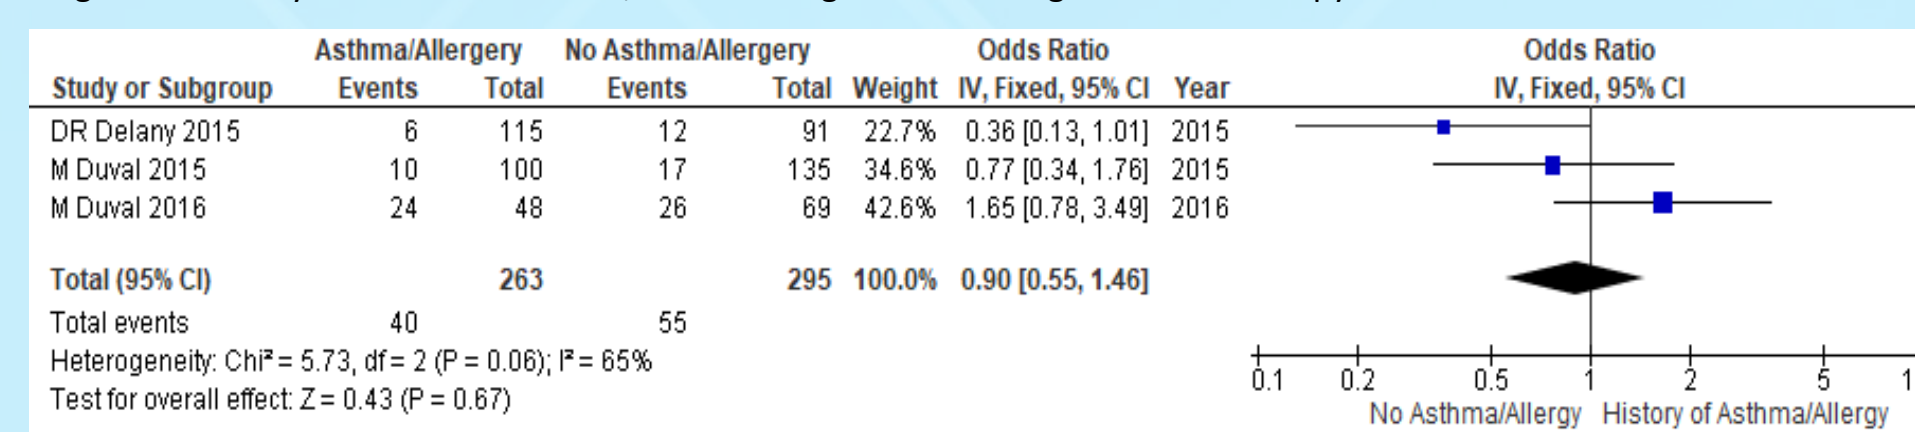 Asthma/Allergery No Asthma/Allergery Odds Ratio Odds Ratio
Study or Subgroup Events Total Events Total Weight IV, Fixed, 95% CI Year IV, Fixed, 95% CI
DR Delany 2015 6 115 12 91 22.7% 0.36 [0.13, 1.01] 2015
M Duval 2015 10 100 17 135 34.6% 0.77 [0.34, 1.76] 2015
M Duval 2016 24 48 26 69 42.6% 1.65 [0.78, 3.49] 2016
Total (95% CI) 263 295 100.0% 0.90 [0.55, 1.46]
Total events 40 55
Heterogeneity: Chi² = 5.73, df = 2 (P = 0.06); I² = 65%
Test for overall effect: Z = 0.43 (P = 0.67)
0.1 0.2 0.5 1 2 5
No Asthma/Allergy History of Asthma/Allergy